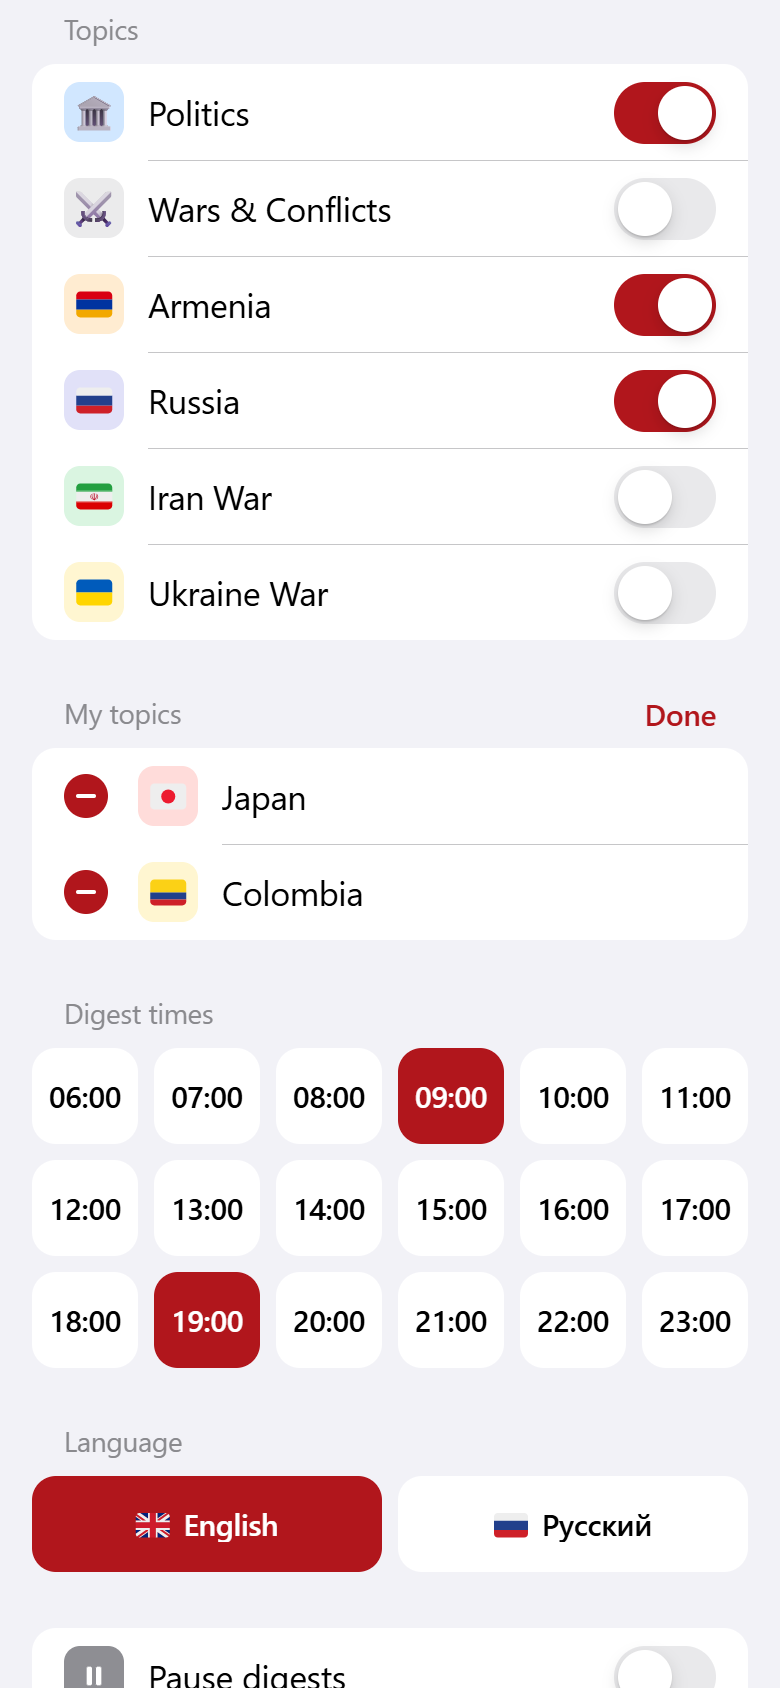 Topics
Politics
Wars & Conflicts
Armenia
Russia
Iran War
Ukraine War
My topics Done
Japan
Colombia
Digest times
06:00 07:00 08:00 09:00 10:00 11:00
12:00 13:00 14:00 15:00 16:00 17:00
18:00 19:00 20:00 21:00 22:00 23:00
Language
English Русский
Pause digests